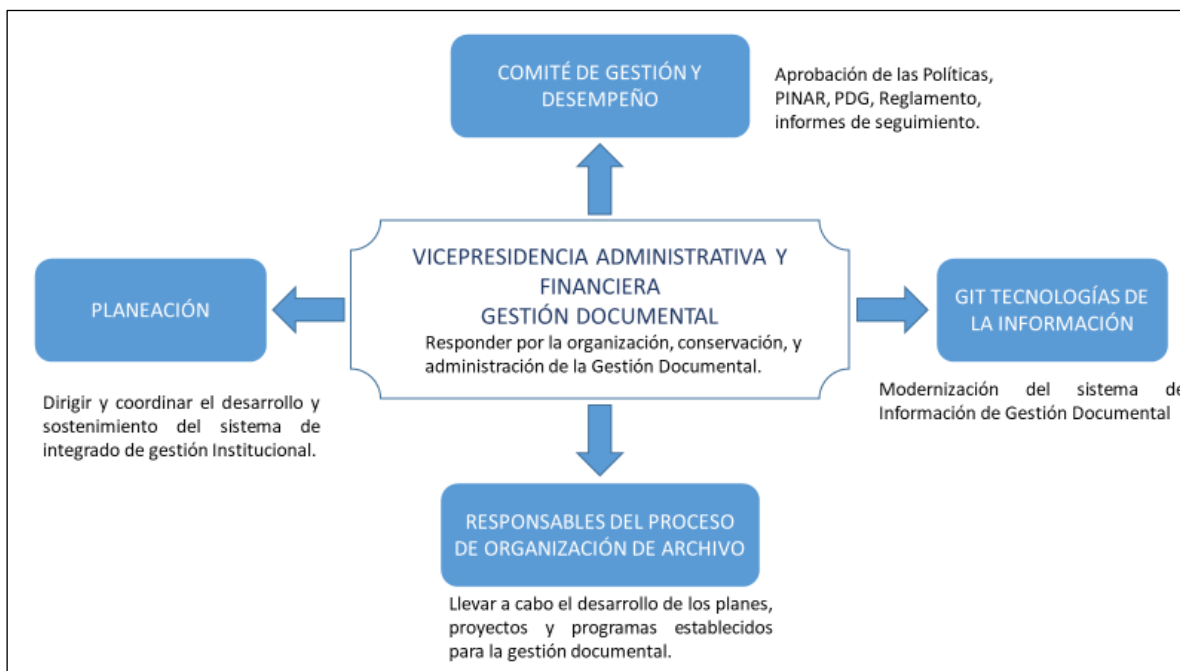 COMITÉ DE GESTIÓN Y
DESEMPEÑO
Aprobación de las Políticas,
PINAR, PDG, Reglamento,
informes de seguimiento.
VICEPRESIDENCIA ADMINISTRATIVA Y
FINANCIERA
GESTIÓN DOCUMENTAL
Responder por la organización, conservación, y
administración de la Gestión Documental.
PLANEACIÓN
Dirigir y coordinar el desarrollo y
sostenimiento del sistema de
integrado de gestión Institucional.
GIT TECNOLOGÍAS DE
LA INFORMACIÓN
Modernización del sistema de
Información de Gestión Documental
RESPONSABLES DEL PROCESO
DE ORGANIZACIÓN DE ARCHIVO
Llevar a cabo el desarrollo de los planes,
proyectos y programas establecidos
para la gestión documental.